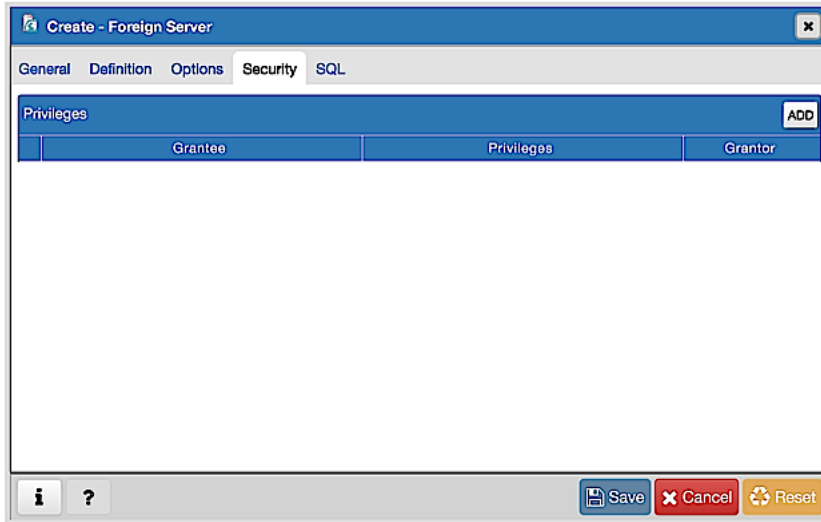 Create - Foreign Server
General Definition Options Security SQL
Privileges ADD
Grantee Privileges Grantor
i ? Save Cancel Reset